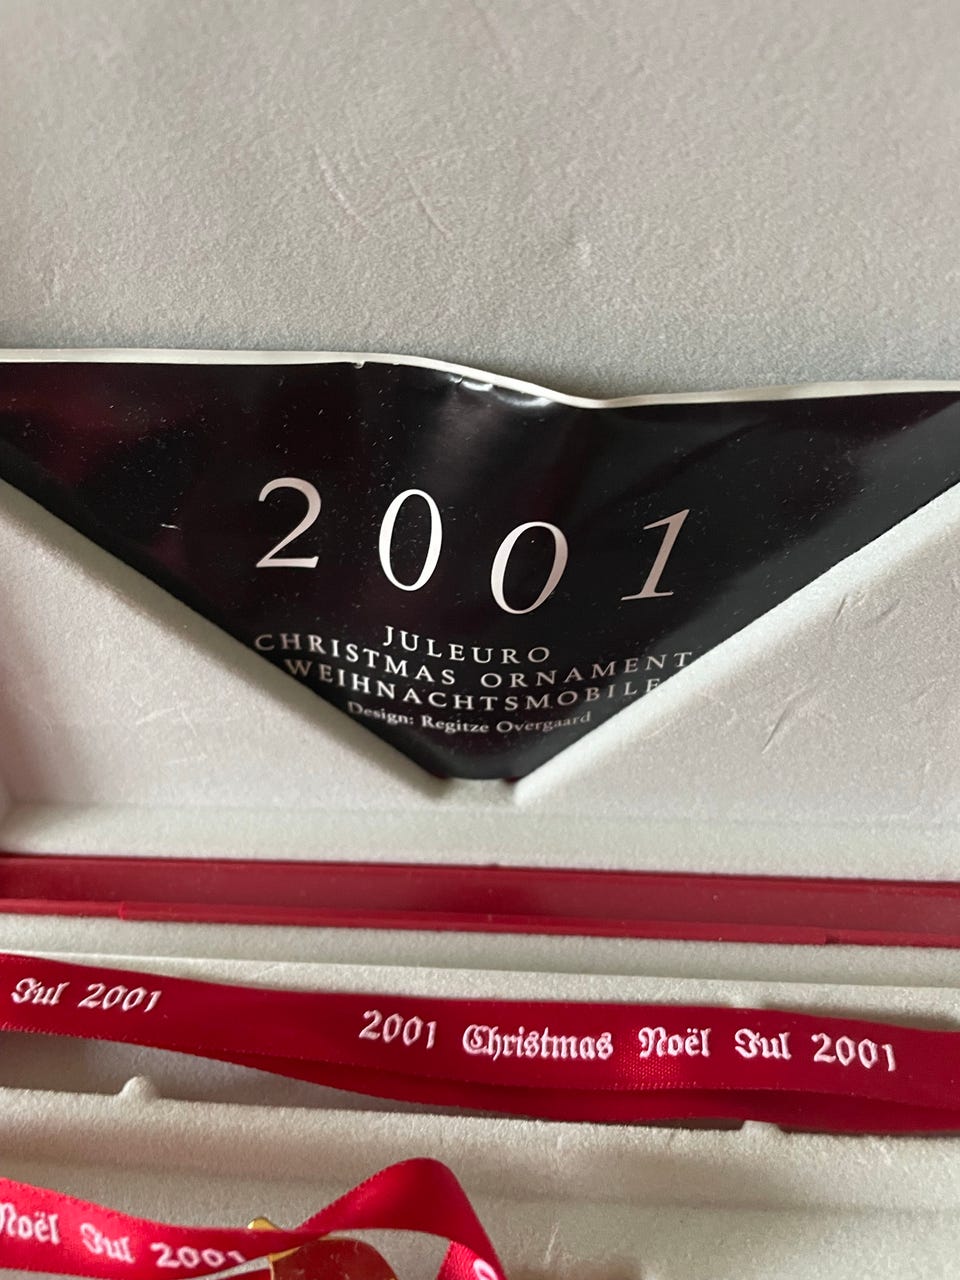 2001
JULEURO
CHRISTMAS ORNAMENT
WEIHNACHTSMOBILE
Design: Regitze Overgaard
Jul 2001
2001 Christmas Noël Jul 2001
Noël Jul 2001